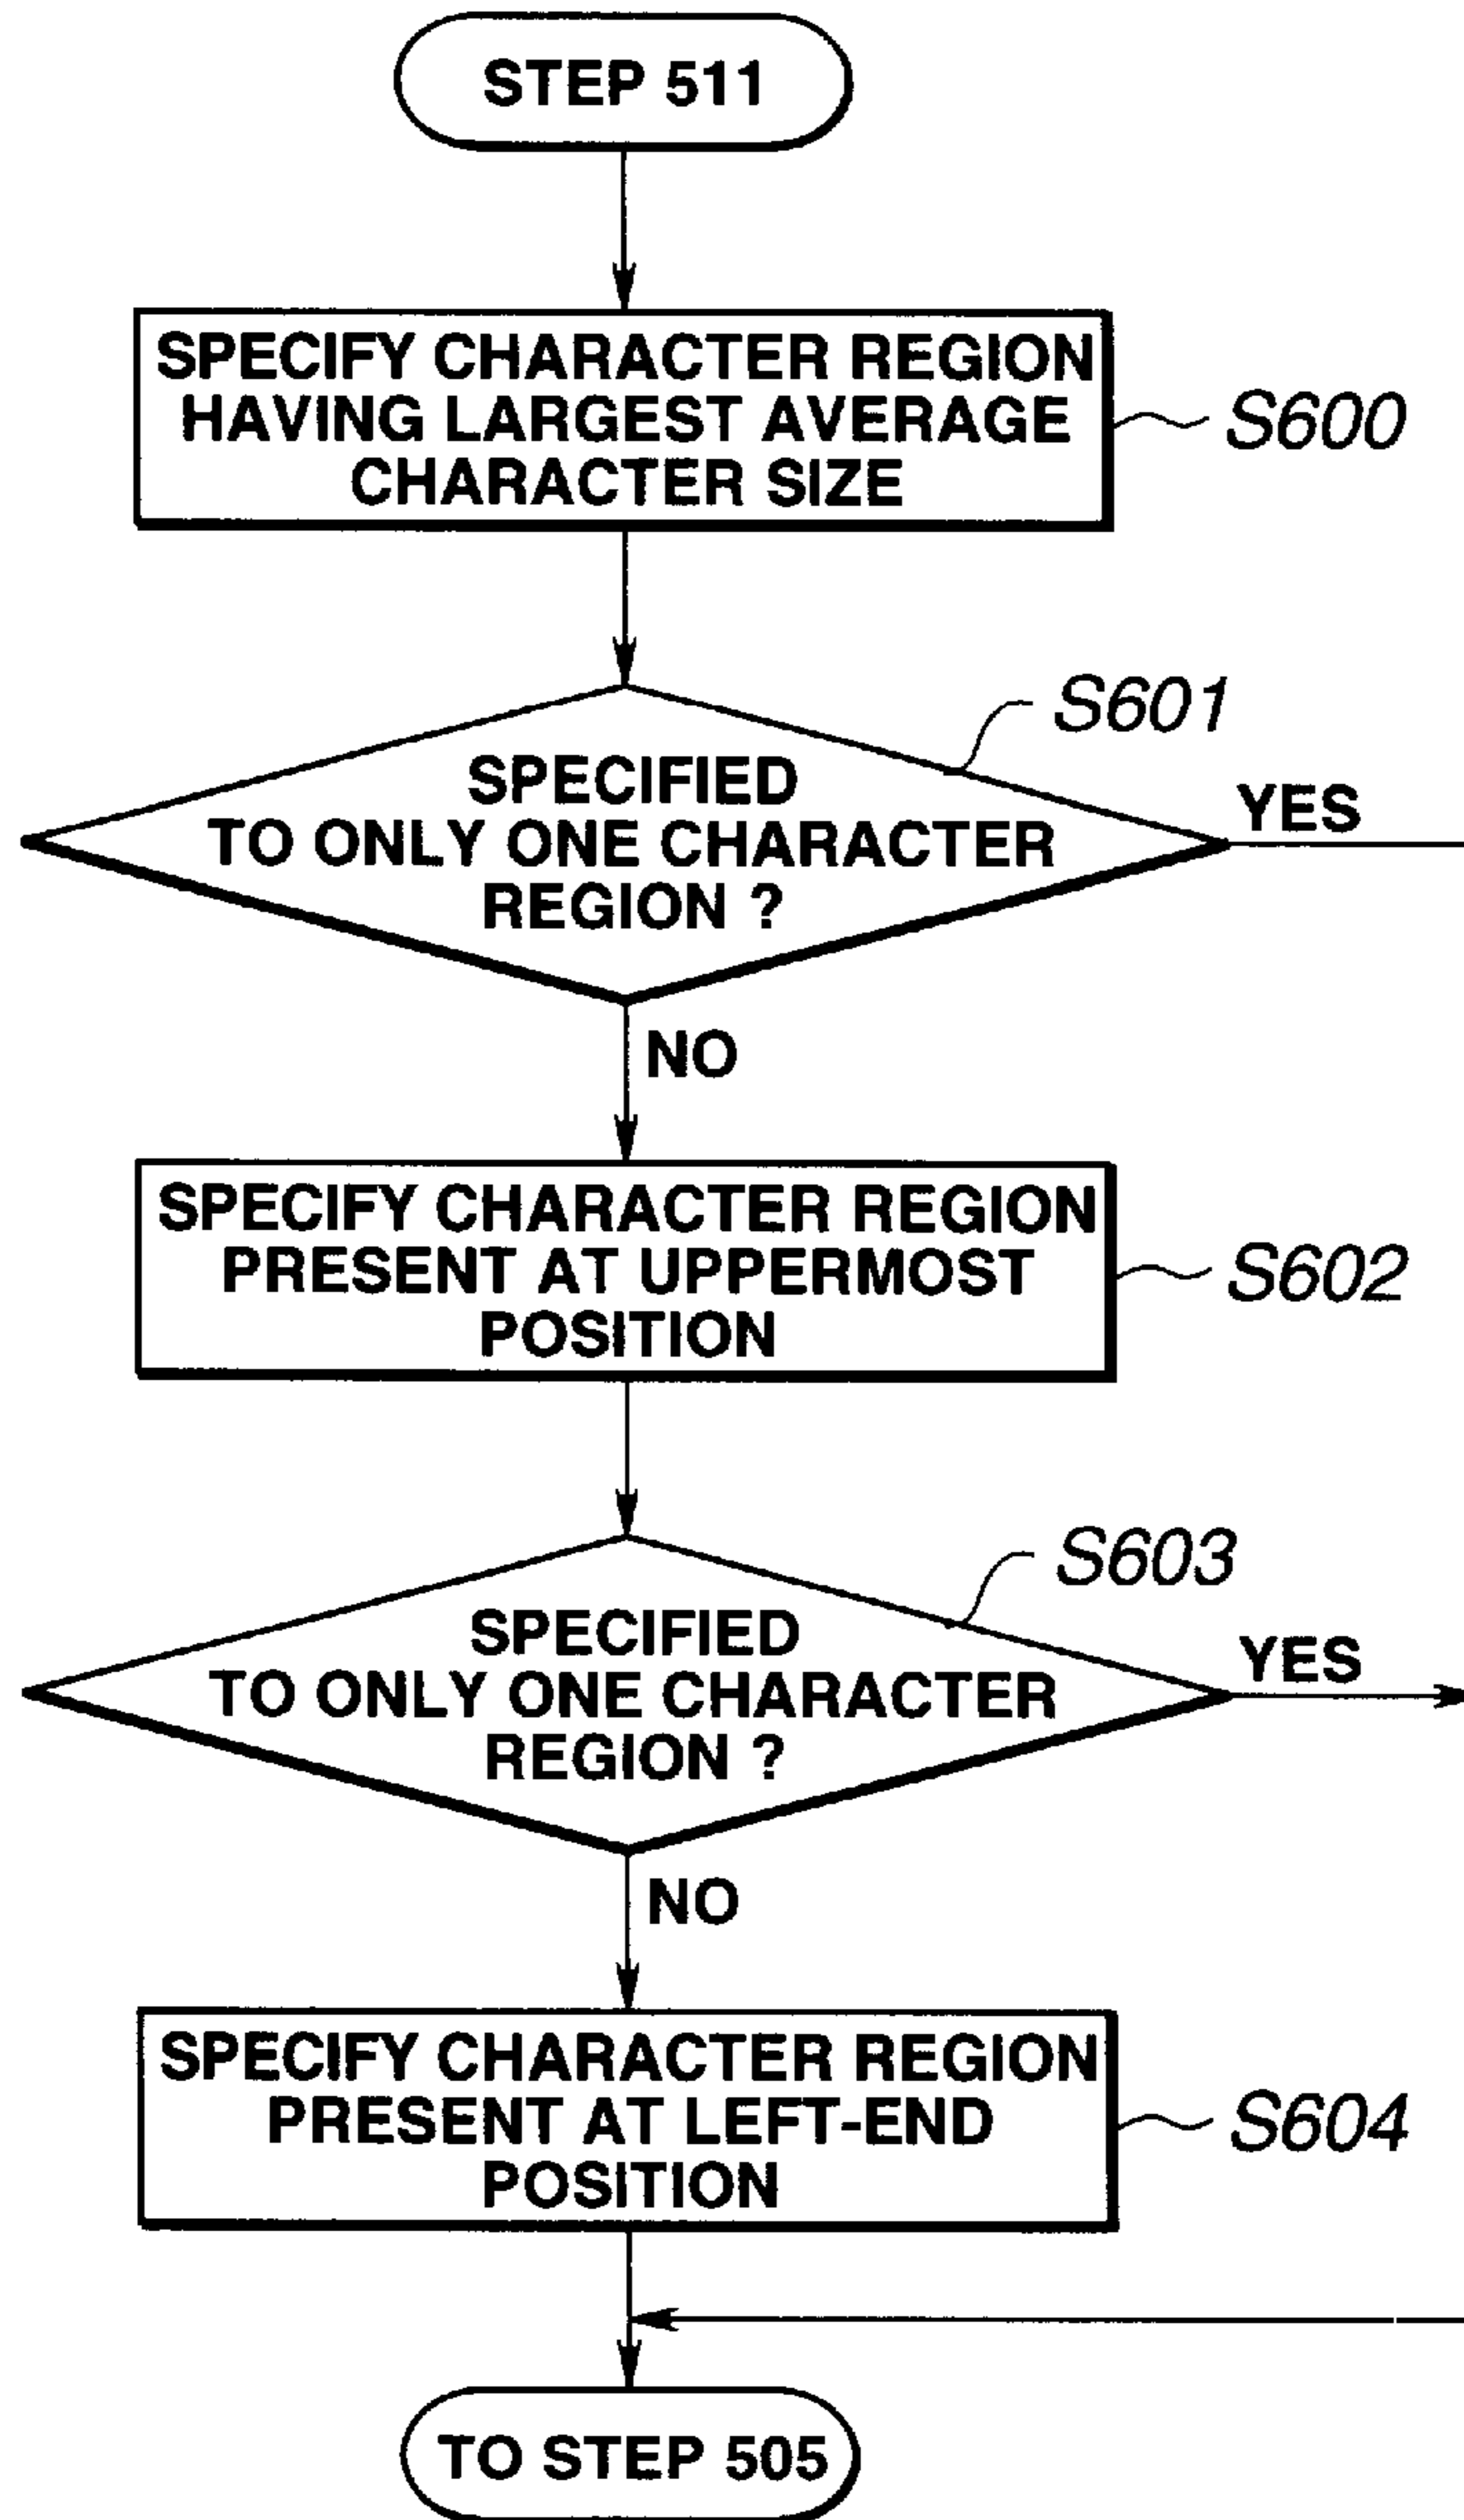 STEP 511
SPECIFY CHARACTER REGION
HAVING LARGEST AVERAGE
CHARACTER SIZE
S600
S601
SPECIFIED
TO ONLY ONE CHARACTER
REGION ?
YES
NO
SPECIFY CHARACTER REGION
PRESENT AT UPPERMOST
POSITION
S602
S603
SPECIFIED
TO ONLY ONE CHARACTER
REGION ?
YES
NO
SPECIFY CHARACTER REGION
PRESENT AT LEFT-END
POSITION
S604
TO STEP 505